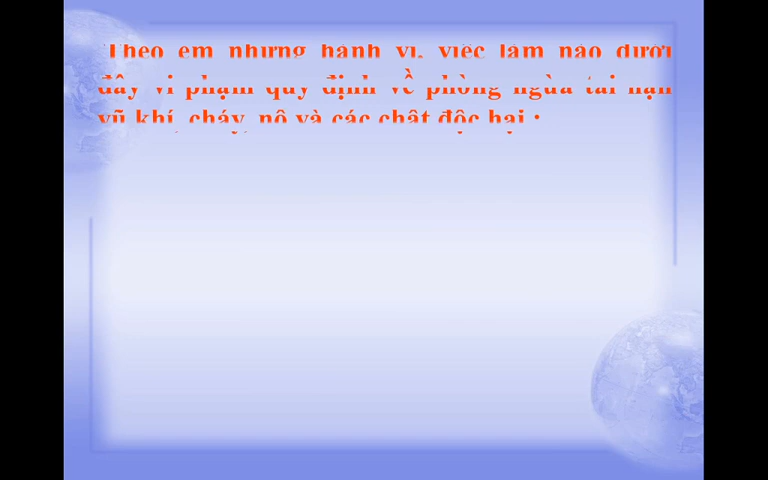 Theo em những hành vi, việc làm nào dưới
đây vi phạm quy định về phòng ngừa tai nạn
vũ khí, cháy, nổ và các chất độc hại :